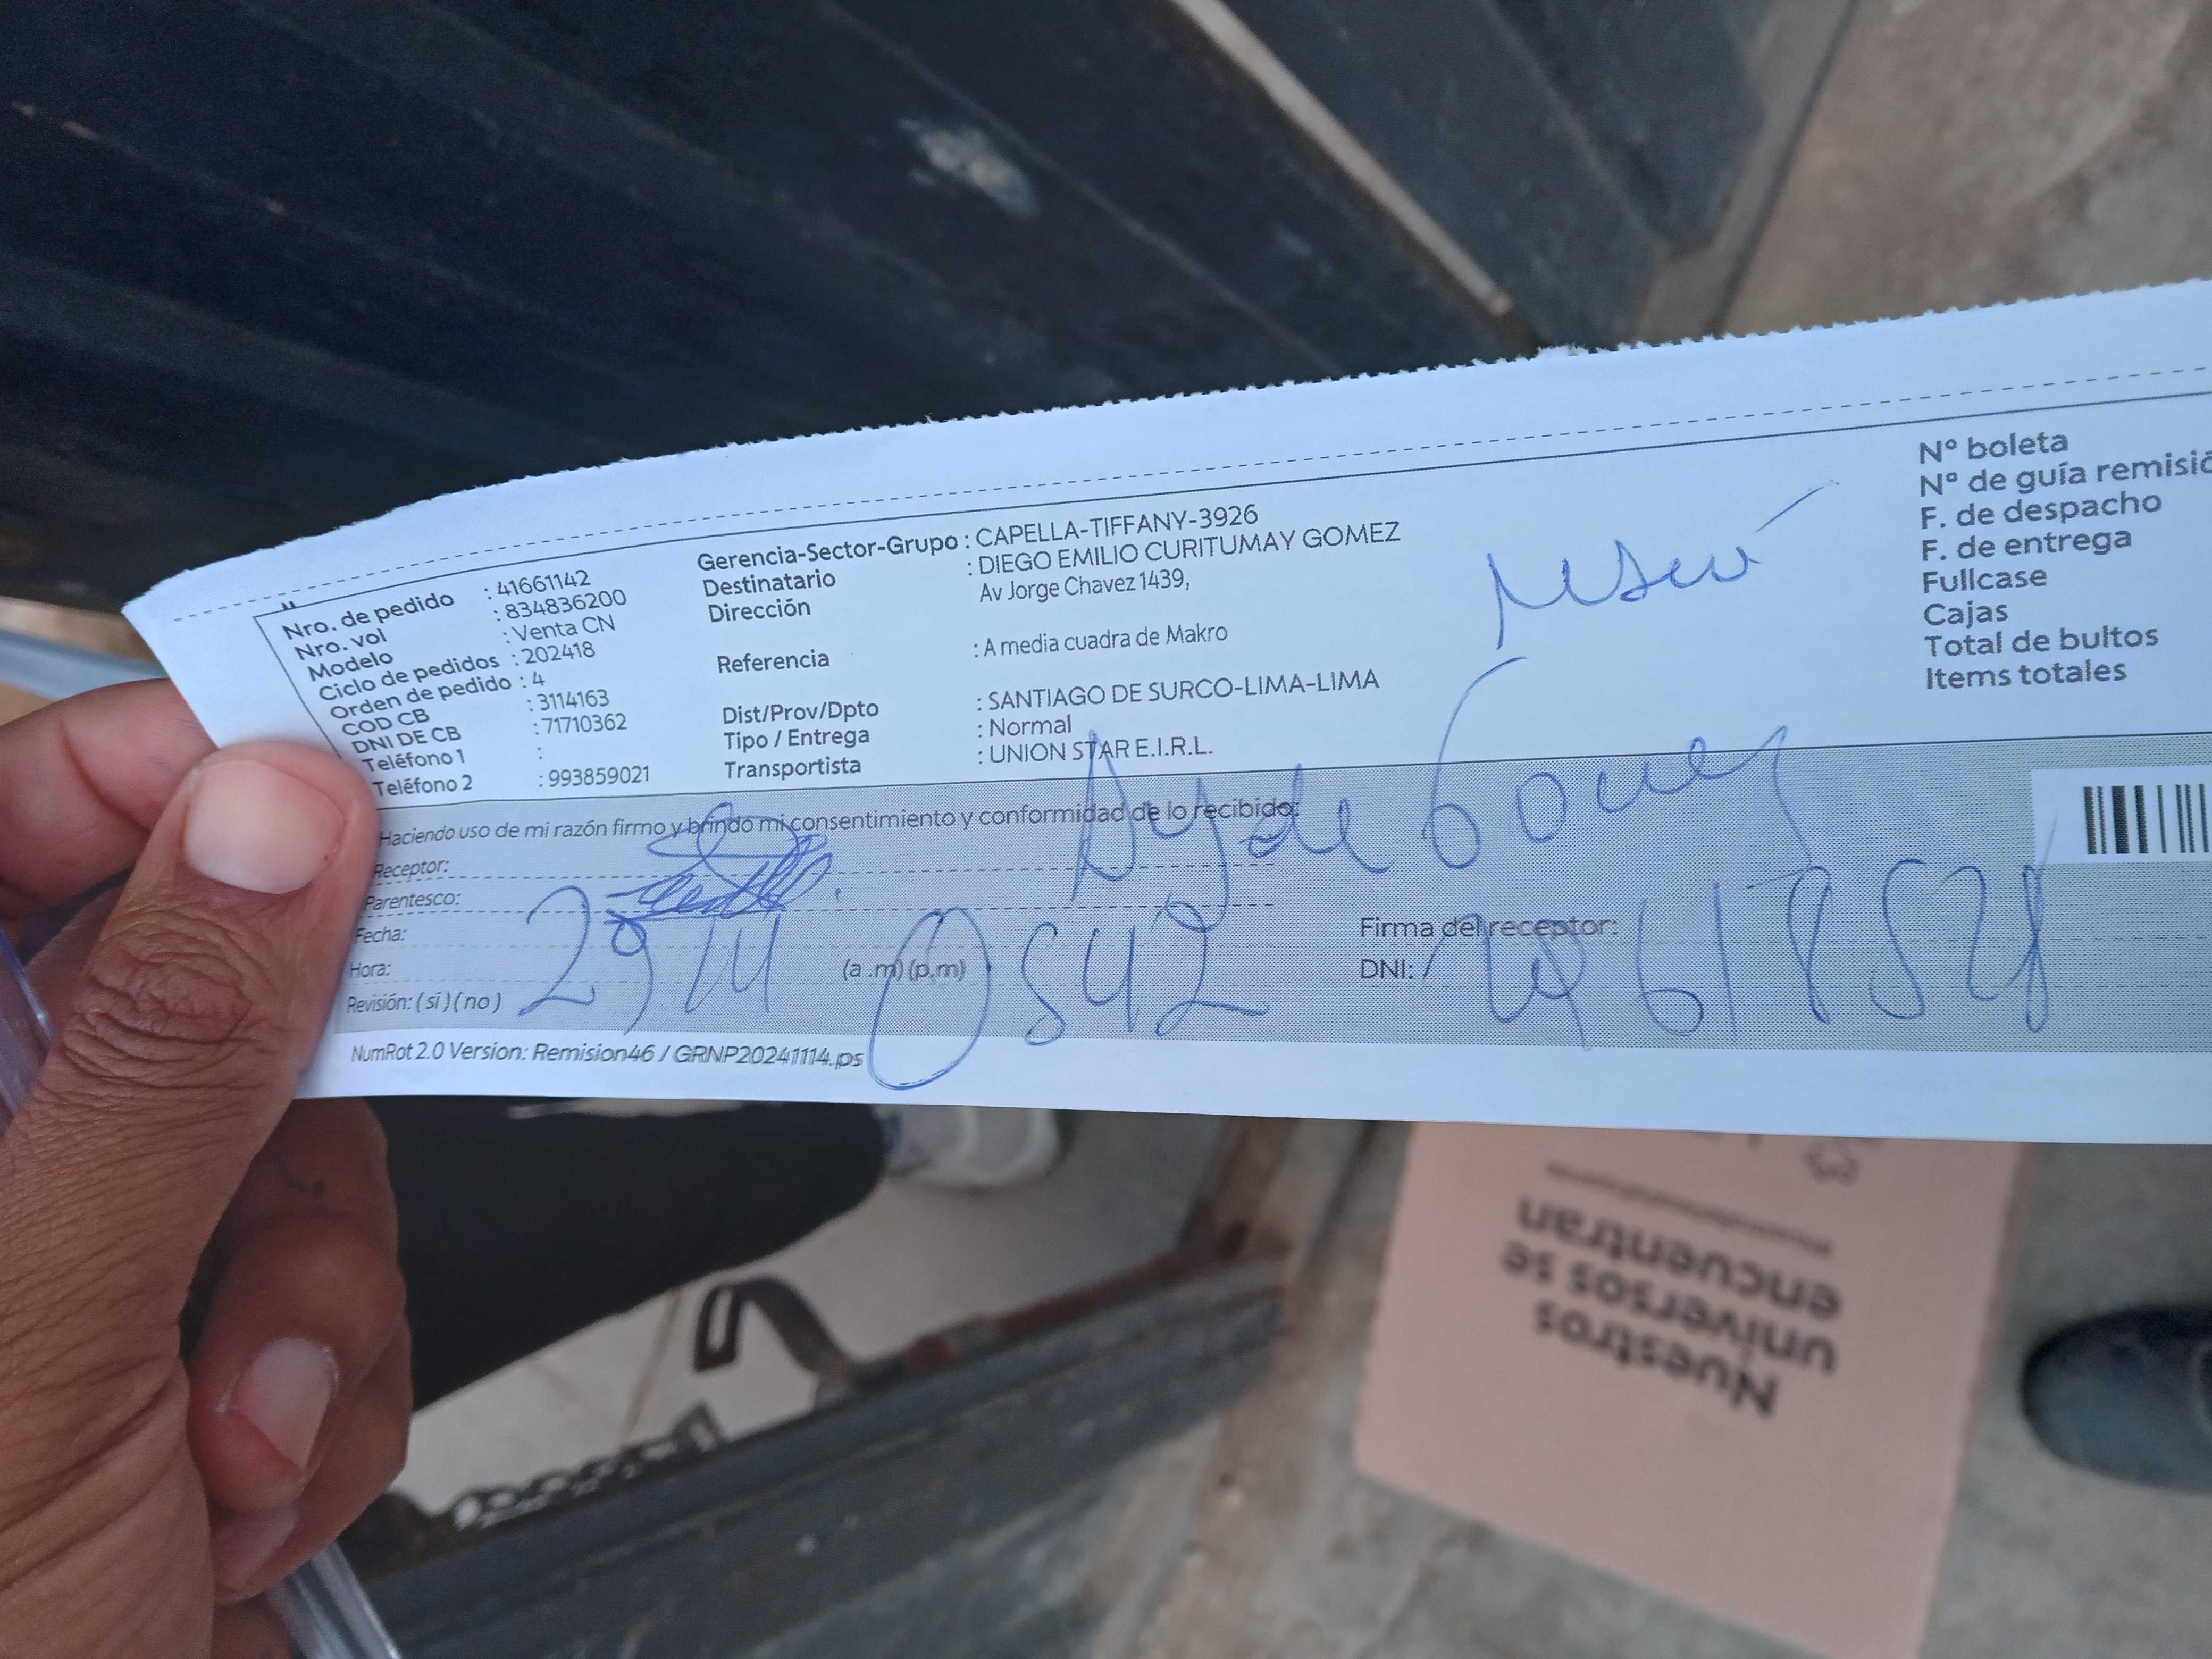 Nro. de pedido : 41661142
Nro. vol : 834836200
Modelo : Venta CN
Ciclo de pedidos : 202418
Orden de pedido : 4
COD CB : 3114163
DNI DE CB : 71710362
Teléfono 1 :
Teléfono 2 : 993859021
Gerencia-Sector-Grupo : CAPELLA-TIFFANY-3926
Destinatario : DIEGO EMILIO CURITUMAY GOMEZ
Dirección Av Jorge Chavez 1439,
Referencia : A media cuadra de Makro
Dist/Prov/Dpto : SANTIAGO DE SURCO-LIMA-LIMA
Tipo / Entrega : Normal
Transportista : UNION STAR E.I.R.L.
Nº boleta
Nº de guía remisió
F. de despacho
F. de entrega
Fullcase
Cajas
Total de bultos
Items totales
Haciendo uso de mi razón firmo y brindo mi consentimiento y conformidad de lo recibido:
Receptor:
Parentesco:
Fecha:
Hora: (a .m) (p.m)
Revisión: ( si ) ( no )
Firma del receptor:
DNI:
NumRot 2.0 Version: Remision46 / GRNP20241114.ps
Nuestros
universos se
encuentran